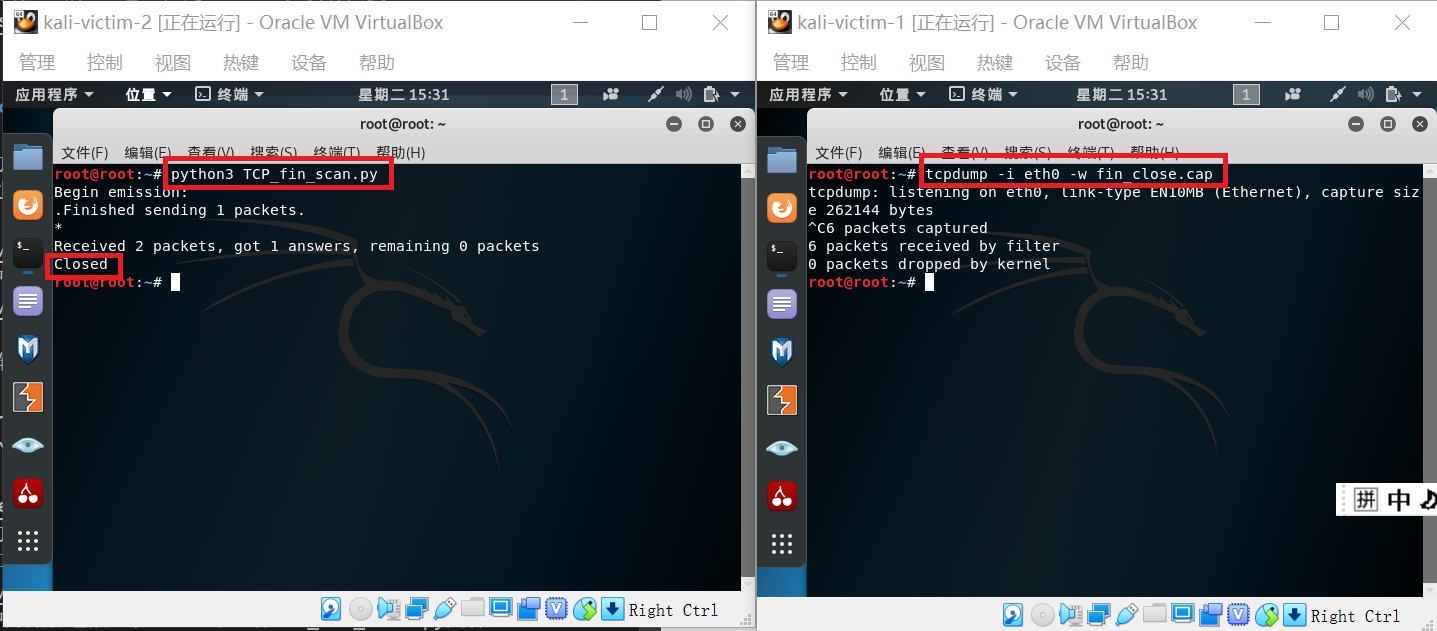 kali-victim-2 [正在运行] - Oracle VM VirtualBox
管理 控制 视图 热键 设备 帮助
应用程序 位置 终端 星期二 15:31 1
root@root: ~
文件(F) 编辑(E) 查看(V) 搜索(S) 终端(T) 帮助(H)
root@root:~# python3 TCP_fin_scan.py
Begin emission:
.Finished sending 1 packets.
*
Received 2 packets, got 1 answers, remaining 0 packets
Closed
root@root:~#
Right Ctrl
kali-victim-1 [正在运行] - Oracle VM VirtualBox
管理 控制 视图 热键 设备 帮助
应用程序 位置 终端 星期二 15:31 1
root@root: ~
文件(F) 编辑(E) 查看(V) 搜索(S) 终端(T) 帮助(H)
root@root:~# tcpdump -i eth0 -w fin_close.cap
tcpdump: listening on eth0, link-type EN10MB (Ethernet), capture siz
e 262144 bytes
^C6 packets captured
6 packets received by filter
0 packets dropped by kernel
root@root:~#
拼 中
Right Ctrl